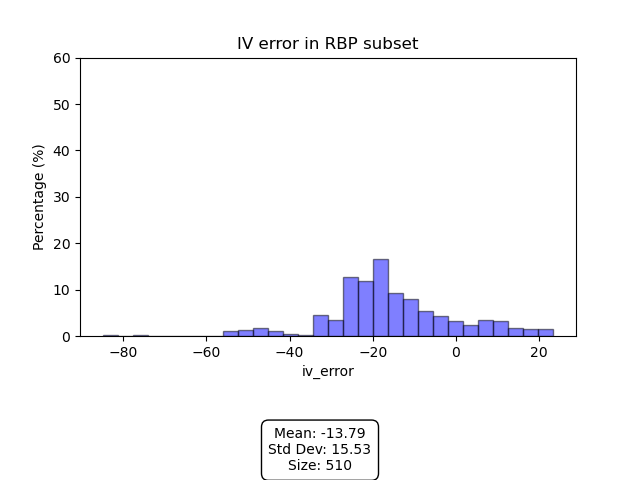 IV error in RBP subset
60
50
40
30
20
10
0
Percentage (%)
−80 −60 −40 −20 0 20
iv_error
Mean: -13.79
Std Dev: 15.53
Size: 510